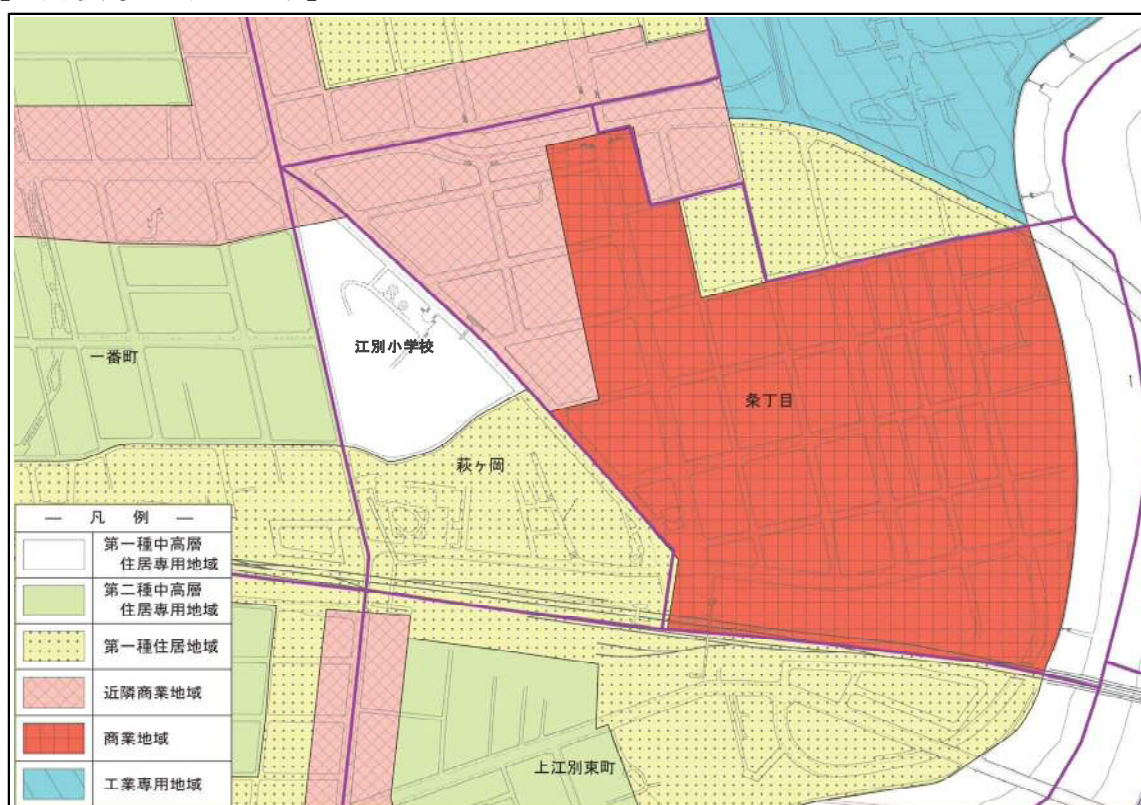 江別小学校
一番町
条丁目
萩ヶ岡
上江別東町
― 凡 例 ―
第一種中高層
住居専用地域
第二種中高層
住居専用地域
第一種住居地域
近隣商業地域
商業地域
工業専用地域